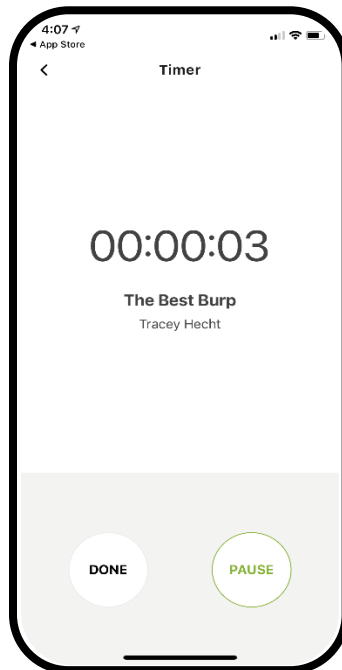 4:07
◀ App Store
Timer
00:00:03
The Best Burp
Tracey Hecht
DONE
PAUSE